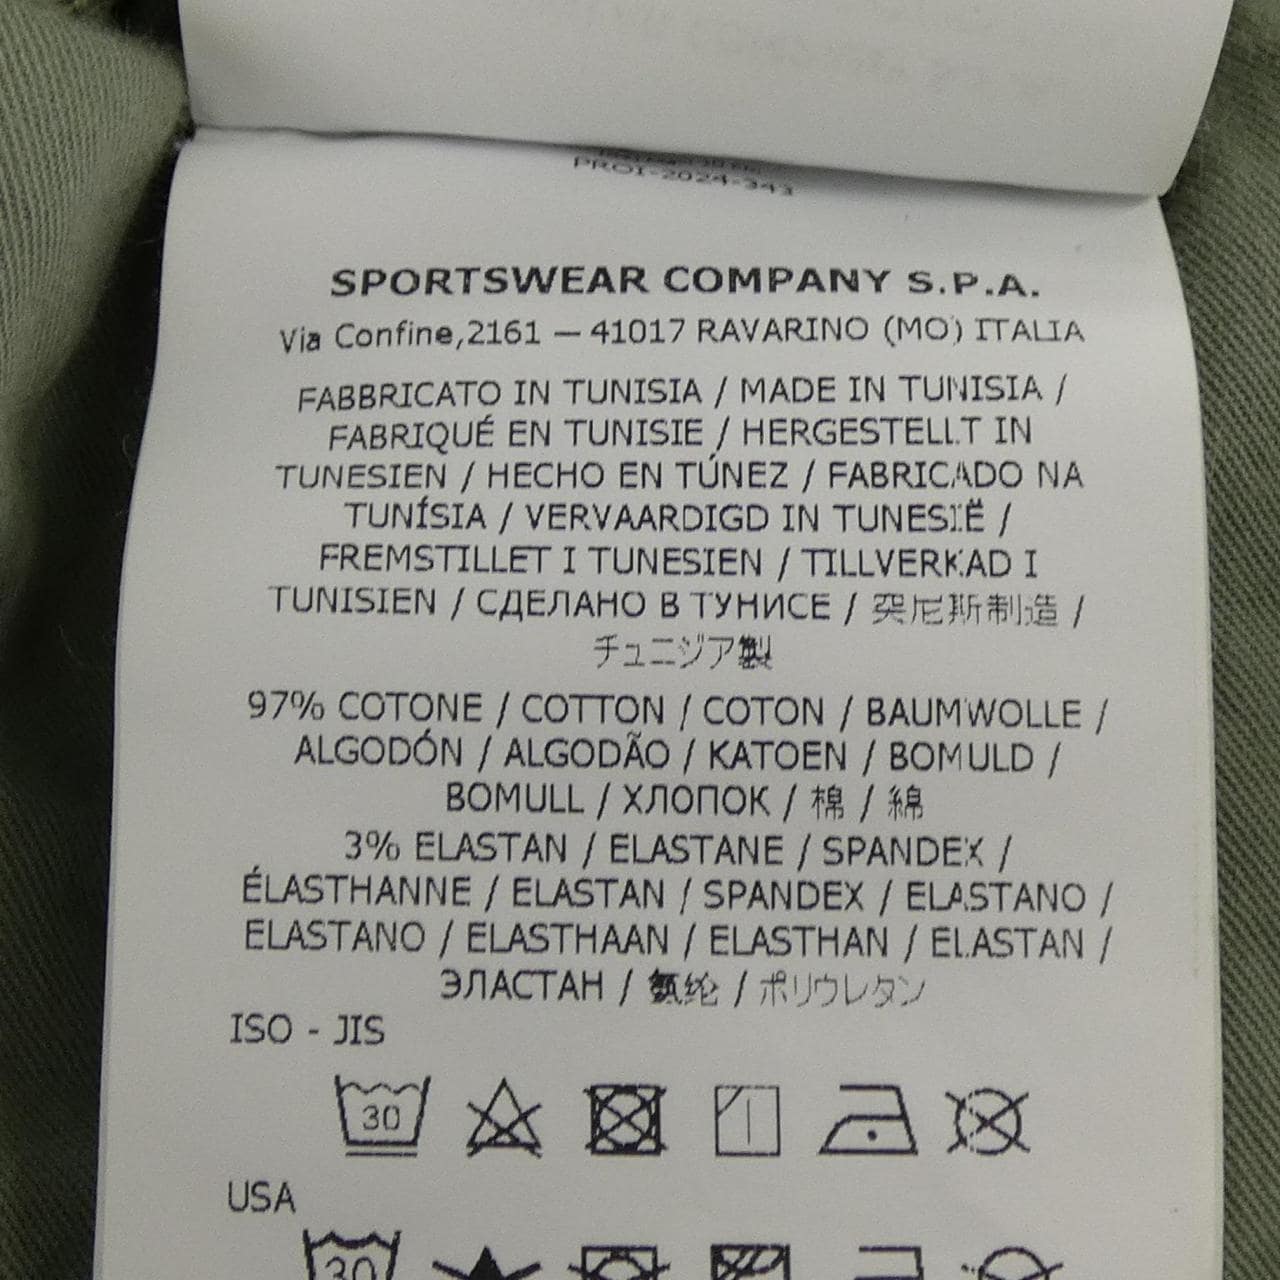 PROI-2024-343
SPORTSWEAR COMPANY S.P.A.
Via Confine,2161 — 41017 RAVARINO (MO) ITALIA
FABBRICATO IN TUNISIA / MADE IN TUNISIA /
FABRIQUÉ EN TUNISIE / HERGESTELLT IN
TUNESIEN / HECHO EN TÚNEZ / FABRICADO NA
TUNÍSIA / VERVAARDIGD IN TUNESIË /
FREMSTILLET I TUNESIEN / TILLVERKAD I
TUNISIEN / СДЕЛАНО В ТУНИСЕ / 突尼斯制造 /
チュニジア製
97% COTONE / COTTON / COTON / BAUMWOLLE /
ALGODÓN / ALGODÃO / KATOEN / BOMULD /
BOMULL / ХЛОПОК / 棉 / 綿
3% ELASTAN / ELASTANE / SPANDEX /
ÉLASTHANNE / ELASTAN / SPANDEX / ELASTANO /
ELASTANO / ELASTHAAN / ELASTHAN / ELASTAN /
ЭЛАСТАН / 氨纶 / ポリウレタン
ISO - JIS
30
USA
30